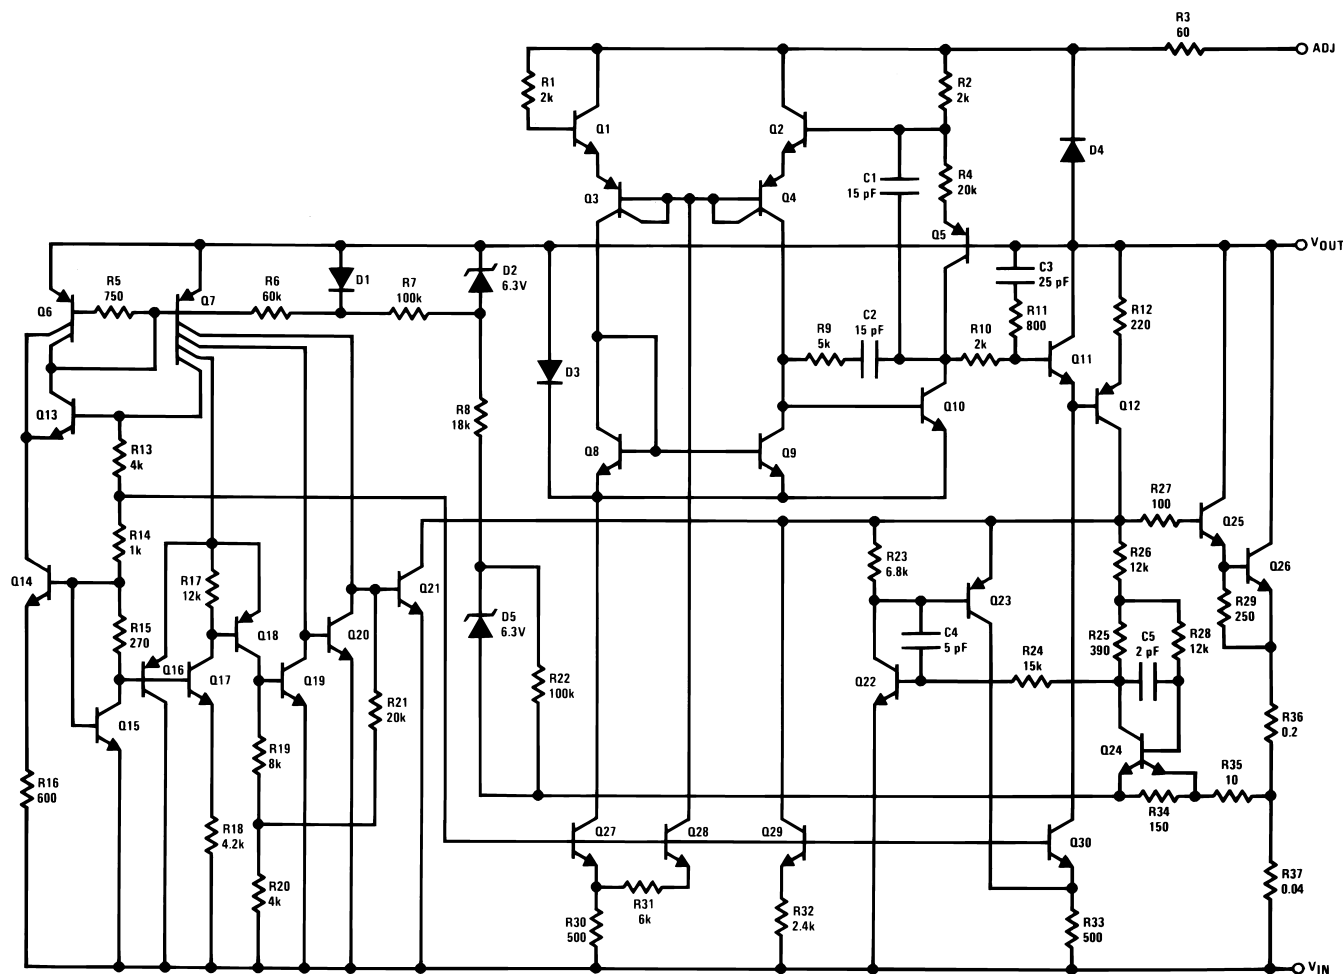 R3
60
ADJ
R1
2k
R2
2k
Q1
Q2
D4
C1
15 pF
R4
20k
Q3
Q4
Q5
VOUT
R5
750
Q6
Q7
R6
60k
D1
R7
100k
D2
6.3V
C3
25 pF
R11
800
R12
220
R9
5k
C2
15 pF
R10
2k
Q11
D3
Q12
Q13
R8
18k
Q10
R13
4k
Q8
Q9
R14
1k
R27
100
Q25
Q14
R17
12k
Q21
R23
6.8k
R26
12k
Q26
R15
270
Q18
Q20
D5
6.3V
Q23
R29
250
C4
5 pF
R25
390
C5
2 pF
R28
12k
Q16
Q17
Q19
R22
100k
Q22
R24
15k
R21
20k
Q15
R36
0.2
R19
8k
Q24
R16
600
R35
10
R34
150
R18
4.2k
Q27
Q28
Q29
Q30
R20
4k
R31
6k
R37
0.04
R30
500
R32
2.4k
R33
500
VIN